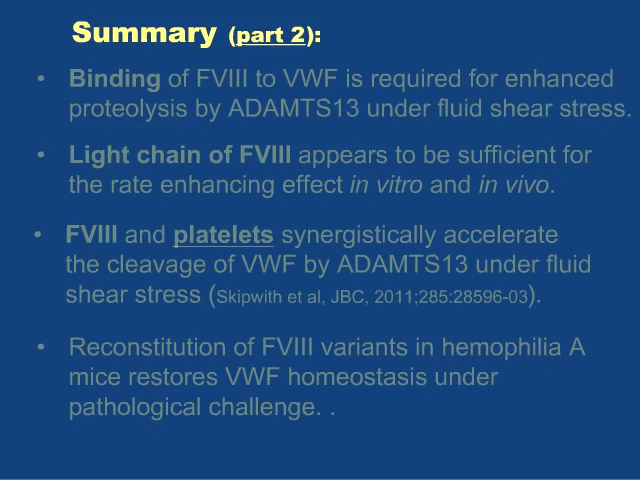 Summary (part 2):
• Binding of FVIII to VWF is required for enhanced
proteolysis by ADAMTS13 under fluid shear stress.
• Light chain of FVIII appears to be sufficient for
the rate enhancing effect in vitro and in vivo.
• FVIII and platelets synergistically accelerate
the cleavage of VWF by ADAMTS13 under fluid
shear stress (Skipwith et al, JBC, 2011;285:28596-03).
• Reconstitution of FVIII variants in hemophilia A
mice restores VWF homeostasis under
pathological challenge. .